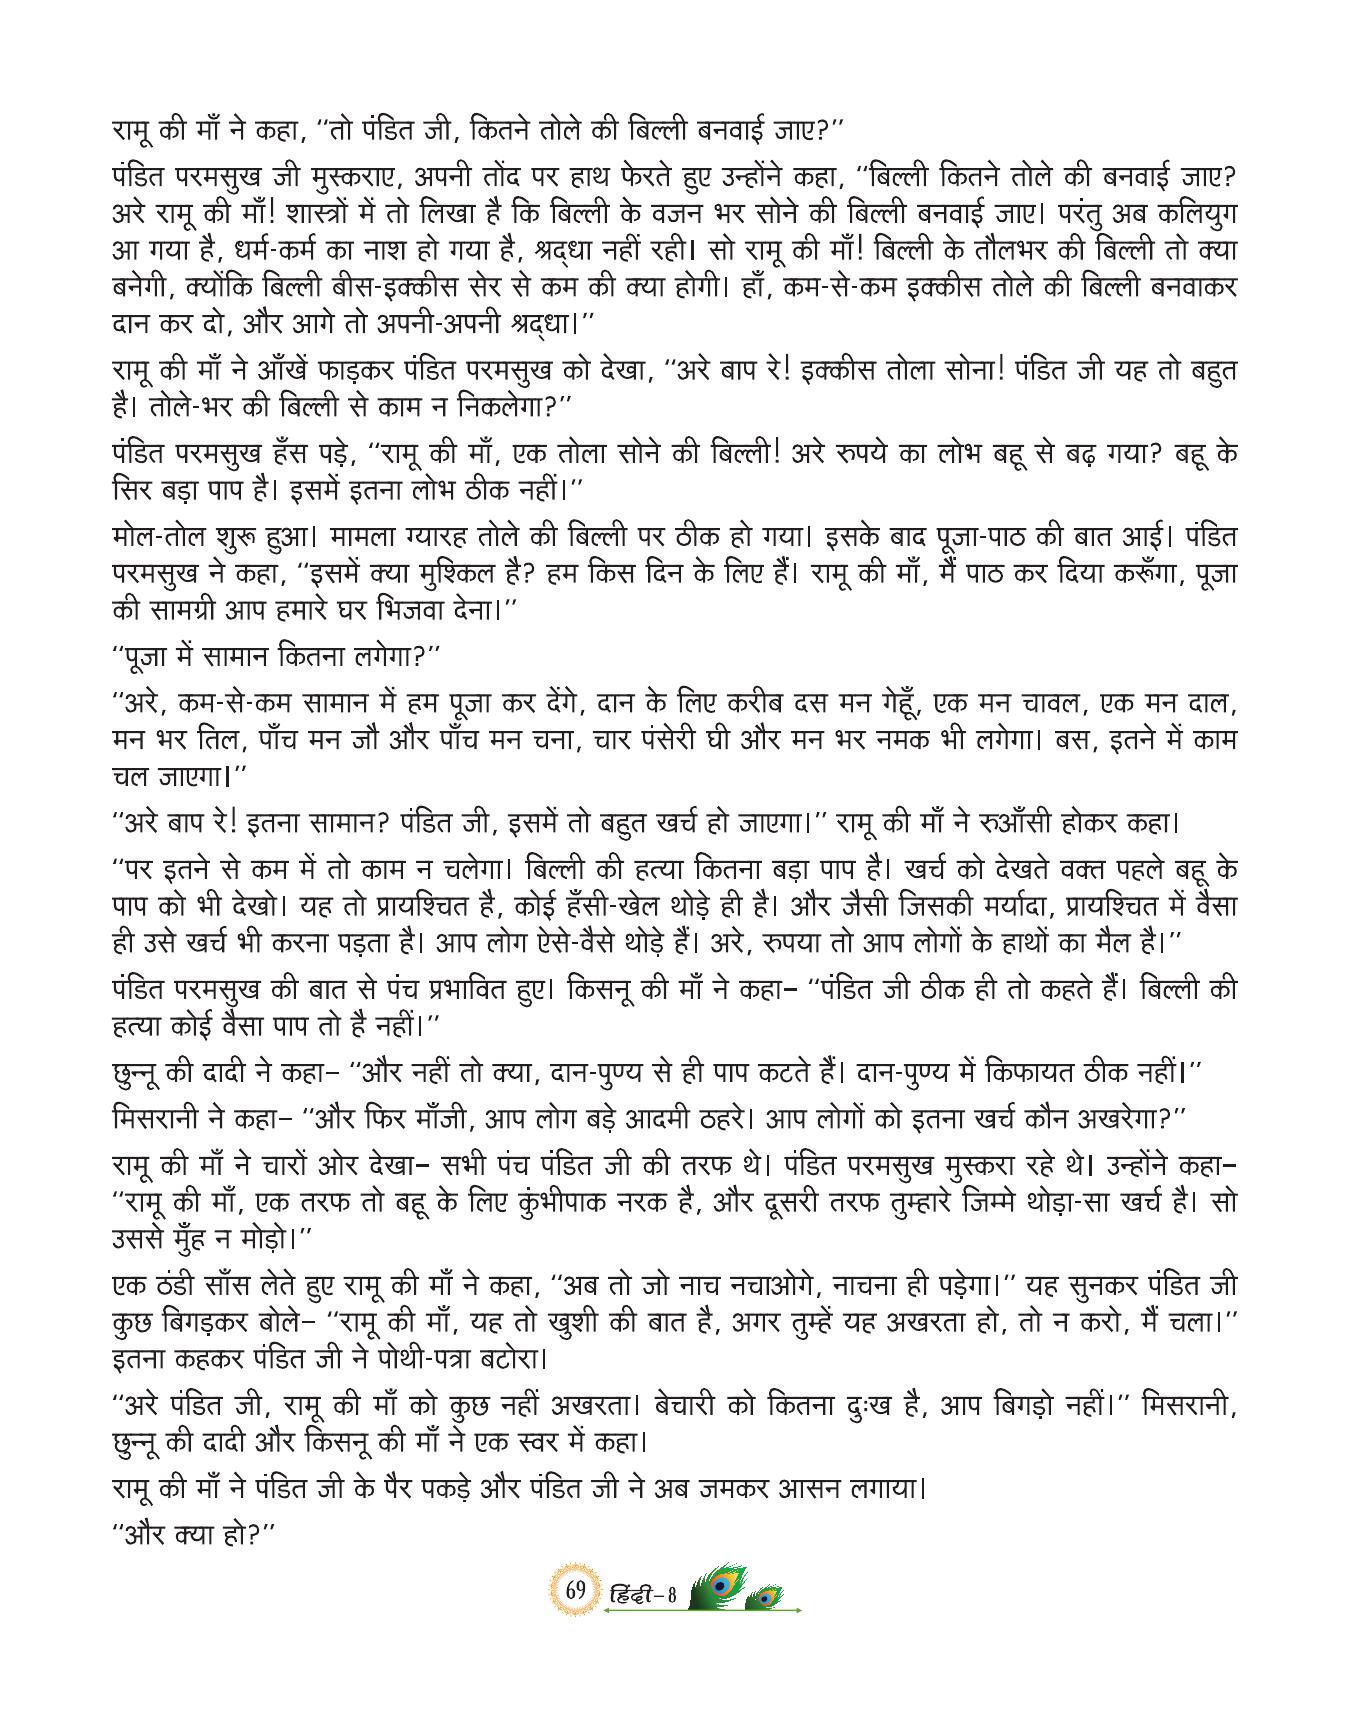 रामू की माँ ने कहा, ‘‘तो पंडित जी, कितने तोले की बिल्ली बनवाई जाए?’’
पंडित परमसुख जी मुस्कराए, अपनी तोंद पर हाथ फेरते हुए उन्होंने कहा, ‘‘बिल्ली कितने तोले की बनवाई जाए?
अरे रामू की माँ! शास्त्रों में तो लिखा है कि बिल्ली के वजन भर सोने की बिल्ली बनवाई जाए। परंतु अब कलियुग
आ गया है, धर्म-कर्म का नाश हो गया है, श्रद्धा नहीं रही। सो रामू की माँ! बिल्ली के तौलभर की बिल्ली तो क्या
बनेगी, क्योंकि बिल्ली बीस-इक्कीस सेर से कम की क्या होगी। हाँ, कम-से-कम इक्कीस तोले की बिल्ली बनवाकर
दान कर दो, और आगे तो अपनी-अपनी श्रद्धा।’’
रामू की माँ ने आँखें फाड़कर पंडित परमसुख को देखा, ‘‘अरे बाप रे! इक्कीस तोला सोना! पंडित जी यह तो बहुत
है। तोले-भर की बिल्ली से काम न निकलेगा?’’
पंडित परमसुख हँस पड़े, ‘‘रामू की माँ, एक तोला सोने की बिल्ली! अरे रुपये का लोभ बहू से बढ़ गया? बहू के
सिर बड़ा पाप है। इसमें इतना लोभ ठीक नहीं।’’
मोल-तोल शुरू हुआ। मामला ग्यारह तोले की बिल्ली पर ठीक हो गया। इसके बाद पूजा-पाठ की बात आई। पंडित
परमसुख ने कहा, ‘‘इसमें क्या मुश्किल है? हम किस दिन के लिए हैं। रामू की माँ, मैं पाठ कर दिया करूँगा, पूजा
की सामग्री आप हमारे घर भिजवा देना।’’
‘‘पूजा में सामान कितना लगेगा?’’
‘‘अरे, कम-से-कम सामान में हम पूजा कर देंगे, दान के लिए करीब दस मन गेहूँ, एक मन चावल, एक मन दाल,
मन भर तिल, पाँच मन जौ और पाँच मन चना, चार पंसेरी घी और मन भर नमक भी लगेगा। बस, इतने में काम
चल जाएगा।’’
‘‘अरे बाप रे! इतना सामान? पंडित जी, इसमें तो बहुत खर्च हो जाएगा।’’ रामू की माँ ने रुआँसी होकर कहा।
‘‘पर इतने से कम में तो काम न चलेगा। बिल्ली की हत्या कितना बड़ा पाप है। खर्च को देखते वक्त पहले बहू के
पाप को भी देखो। यह तो प्रायश्चित है, कोई हँसी-खेल थोड़े ही है। और जैसी जिसकी मर्यादा, प्रायश्चित में वैसा
ही उसे खर्च भी करना पड़ता है। आप लोग ऐसे-वैसे थोड़े हैं। अरे, रुपया तो आप लोगों के हाथों का मैल है।’’
पंडित परमसुख की बात से पंच प्रभावित हुए। किसनू की माँ ने कहा– ‘‘पंडित जी ठीक ही तो कहते हैं। बिल्ली की
हत्या कोई वैसा पाप तो है नहीं।’’
छुन्नू की दादी ने कहा– ‘‘और नहीं तो क्या, दान-पुण्य से ही पाप कटते हैं। दान-पुण्य में किफायत ठीक नहीं।’’
मिसरानी ने कहा– ‘‘और फिर माँजी, आप लोग बड़े आदमी ठहरे। आप लोगों को इतना खर्च कौन अखरेगा?’’
रामू की माँ ने चारों ओर देखा– सभी पंच पंडित जी की तरफ थे। पंडित परमसुख मुस्करा रहे थे। उन्होंने कहा–
‘‘रामू की माँ, एक तरफ तो बहू के लिए कुंभीपाक नरक है, और दूसरी तरफ तुम्हारे जिम्मे थोड़ा-सा खर्च है। सो
उससे मुँह न मोड़ो।’’
एक ठंडी साँस लेते हुए रामू की माँ ने कहा, ‘‘अब तो जो नाच नचाओगे, नाचना ही पड़ेगा।’’ यह सुनकर पंडित जी
कुछ बिगड़कर बोले– ‘‘रामू की माँ, यह तो खुशी की बात है, अगर तुम्हें यह अखरता हो, तो न करो, मैं चला।’’
इतना कहकर पंडित जी ने पोथी-पत्रा बटोरा।
‘‘अरे पंडित जी, रामू की माँ को कुछ नहीं अखरता। बेचारी को कितना दुःख है, आप बिगड़ो नहीं।’’ मिसरानी,
छुन्नू की दादी और किसनू की माँ ने एक स्वर में कहा।
रामू की माँ ने पंडित जी के पैर पकड़े और पंडित जी ने अब जमकर आसन लगाया।
‘‘और क्या हो?’’
69 हिंदी–8